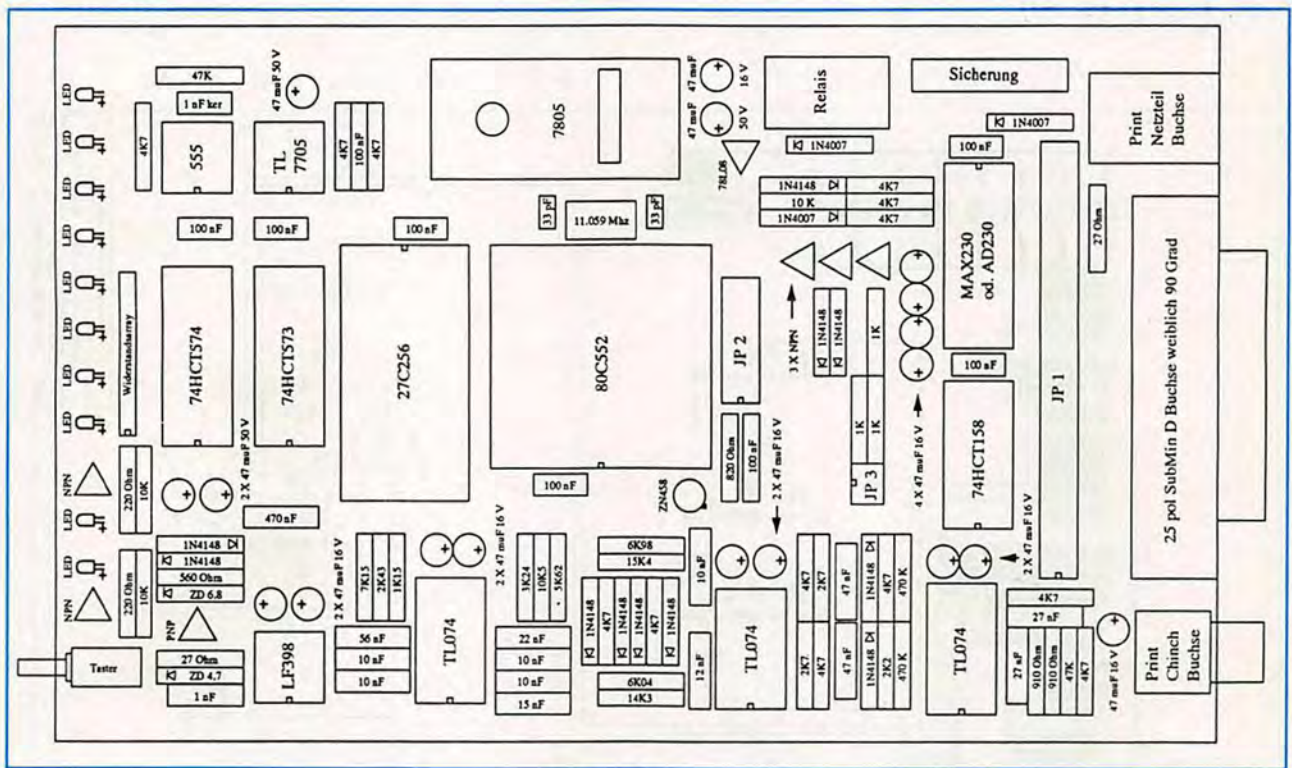 LED
LED
LED
LED
LED
LED
LED
LED
NPN
LED
LED
NPN
Taster
47K
1 nF ker
4K7
555
47 muF 50 V
TL
7705
4K7
100 nF
4K7
100 nF
100 nF
100 nF
Widerstandarray
74HCT574
74HCT573
27C256
220 Ohm
10K
2 X 47 muF 50 V
470 nF
220 Ohm
10K
1N4148
1N4148
560 Ohm
ZD 6.8
PNP
27 Ohm
ZD 4.7
1 nF
LF398
2 X 47 muF 16 V
7K15
2K43
1K15
56 nF
10 nF
10 nF
TL074
2 X 47 muF 16 V
3K24
10K5
5K62
22 nF
10 nF
10 nF
15 nF
7805
33 pF
11.059 Mhz
33 pF
80C552
100 nF
ZN458
6K98
15K4
1N4148
4K7
1N4148
1N4148
4K7
1N4148
6K04
14K3
10 nF
12 nF
TL074
47 muF
16 V
47 muF
50 V
78L08
Relais
1N4007
1N4148
4K7
10 K
4K7
1N4007
4K7
3 X NPN
JP 2
1N4148
1N4148
1K
1K
1K
JP 3
820 Ohm
100 nF
2 X 47 muF 16 V
4 X 47 muF 16 V
4K7
2K7
2K7
4K7
47 nF
47 nF
1N4148
4K7
470 K
1N4148
2K2
470 K
Sicherung
1N4007
100 nF
MAX230
od. AD230
100 nF
74HCT158
2 X 47 muF 16 V
TL074
JP 1
27 Ohm
4K7
27 nF
27 nF
910 Ohm
910 Ohm
47K
4K7
47 muF 16 V
Print
Netzteil
Buchse
25 pol SubMin D Buchse weiblich 90 Grad
Print
Chinch
Buchse